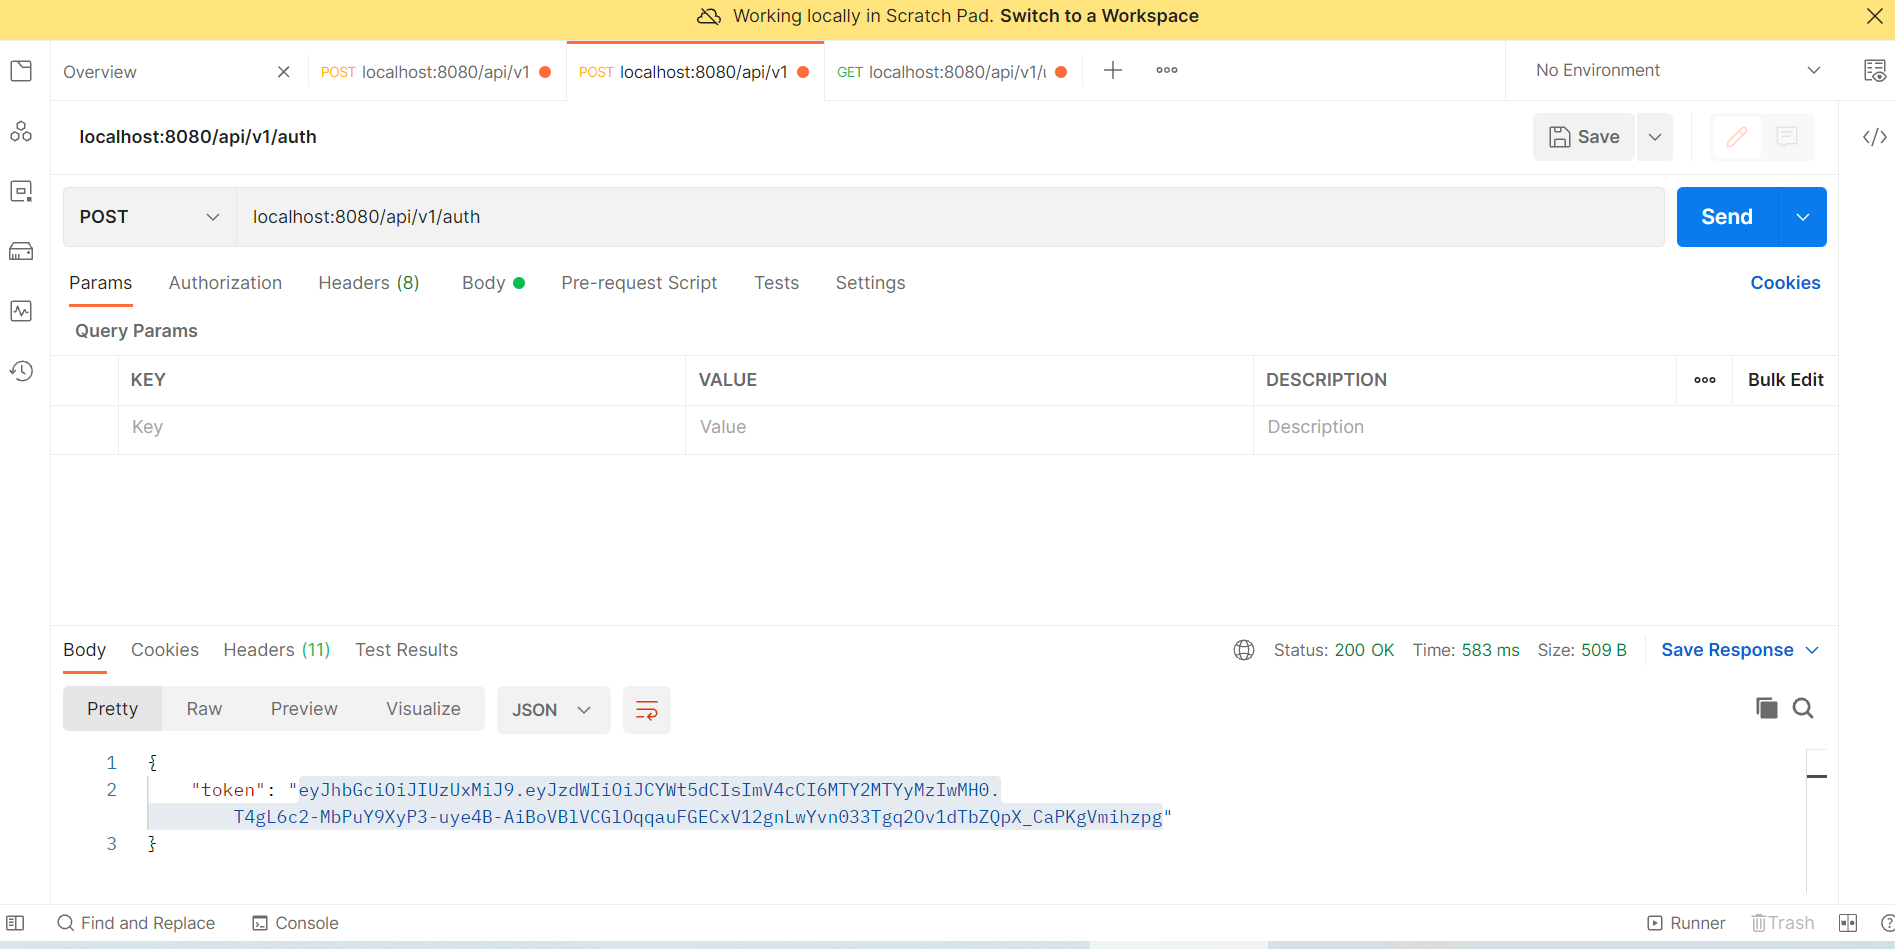 Working locally in Scratch Pad. Switch to a Workspace
Overview
POST localhost:8080/api/v1
POST localhost:8080/api/v1
GET localhost:8080/api/v1/
No Environment
localhost:8080/api/v1/auth
Save
POST
localhost:8080/api/v1/auth
Send
Params Authorization Headers (8) Body Pre-request Script Tests Settings Cookies
Query Params
KEY VALUE DESCRIPTION Bulk Edit
Key Value Description
Body Cookies Headers (11) Test Results Status: 200 OK Time: 583 ms Size: 509 B Save Response
Pretty Raw Preview Visualize JSON
1 {
2 "token": "eyJhbGciOiJIUzUxMiJ9.eyJzdWIiOiJCYWt5dCIsImV4cCI6MTY2MTYyMzIwMH0.
T4gL6c2-MbPuY9XyP3-uye4B-AiBoVBlVCGlOqqauFGECxV12gnLwYvn033Tgq2Ov1dTbZQpX_CaPKgVmihzpg"
3 }
Find and Replace Console Runner Trash